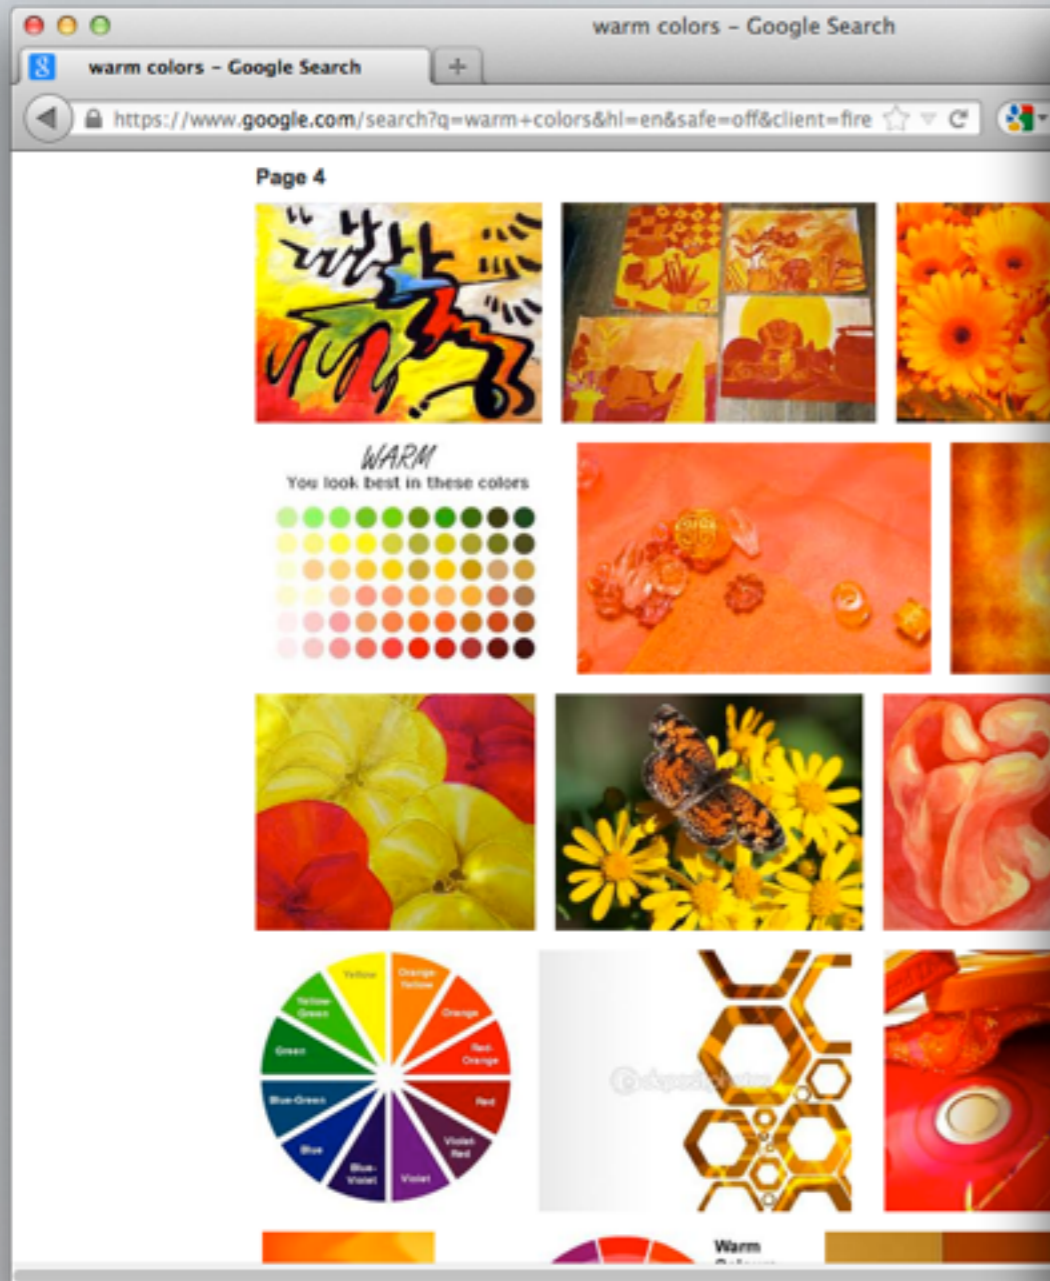 warm colors – Google Search
warm colors – Google Search
https://www.google.com/search?q=warm+colors&hl=en&safe=off&client=fire
Page 4
WARM
You look best in these colors
Yellow
Orange-
Yellow
Orange
Red-
Orange
Red
Violet-
Red
Violet
Blue-
Violet
Blue
Blue-Green
Green
Yellow-
Green
depositphotos
Warm